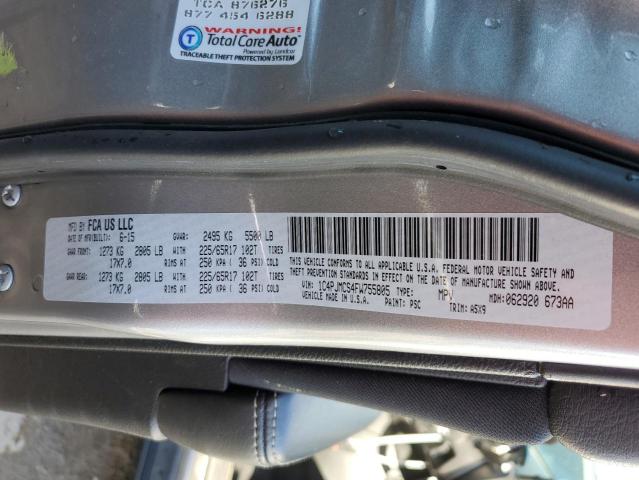 TCA 876276
877 454 6288
WARNING!
Total Care Auto
Powered by Landcar
TRACEABLE THEFT PROTECTION SYSTEM
MFD BY FCA US LLC
DATE OF MFR(BUILT): 6-15 GVWR: 2495 KG 5500 LB
GAWR FRONT: 1273 KG 2805 LB WITH 225/65R17 102T TIRES
17X7.0 RIMS AT 250 KPA ( 36 PSI) COLD
GAWR REAR: 1273 KG 2805 LB WITH 225/65R17 102T TIRES
17X7.0 RIMS AT 250 KPA ( 36 PSI) COLD
THIS VEHICLE CONFORMS TO ALL APPLICABLE U.S.A. FEDERAL MOTOR VEHICLE SAFETY AND
THEFT PREVENTION STANDARDS IN EFFECT ON THE DATE OF MANUFACTURE SHOWN ABOVE.
VEHICLE MADE IN U.S.A.
VIN: 1C4PJMCS4FW755805 TYPE: MPV MDH: 062920 673AA
PAINT: PSC TRIM: A5X9